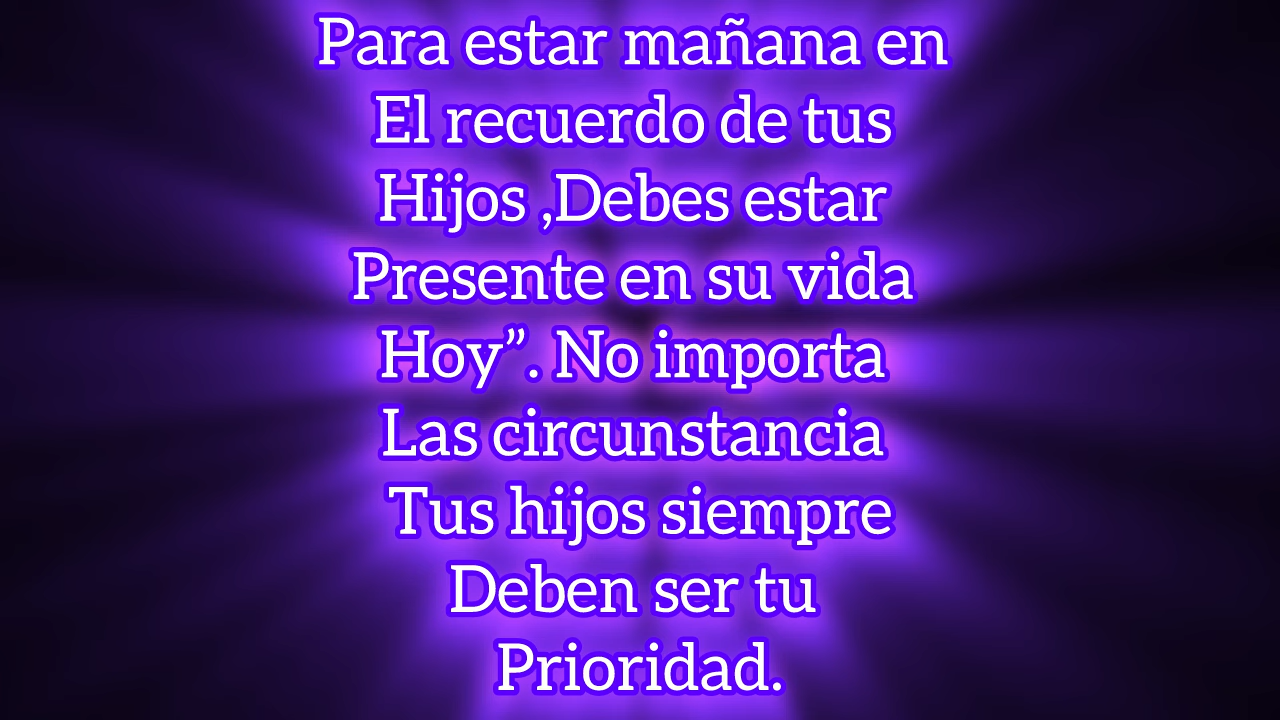 Para estar mañana en
El recuerdo de tus
Hijos ,Debes estar
Presente en su vida
Hoy”. No importa
Las circunstancia
Tus hijos siempre
Deben ser tu
Prioridad.